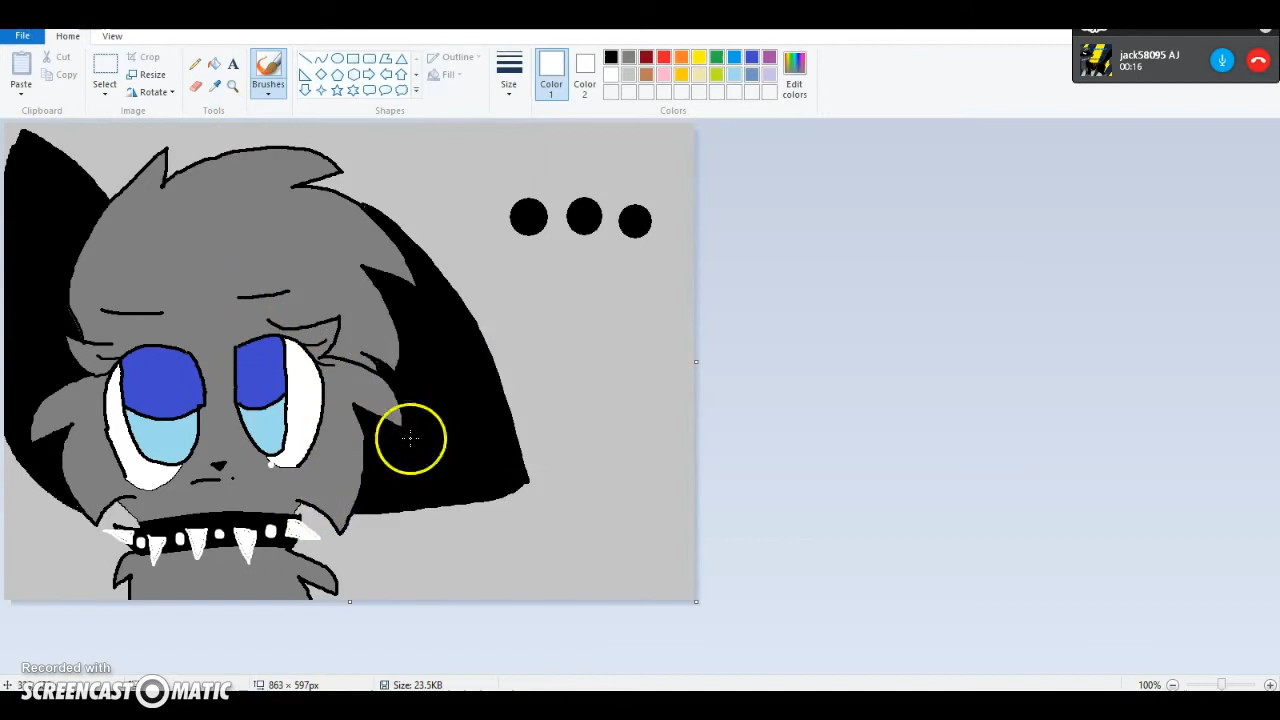 File Home View
Paste Cut Copy
Clipboard
Select Crop Resize Rotate
Image
A
Tools
Brushes
Outline Fill
Shapes
Size
Color 1
Color 2
Edit colors
Colors
jack58095 AJ
00:16
Recorded with
SCREENCAST MATIC
863 × 597px
Size: 23.5KB
100%